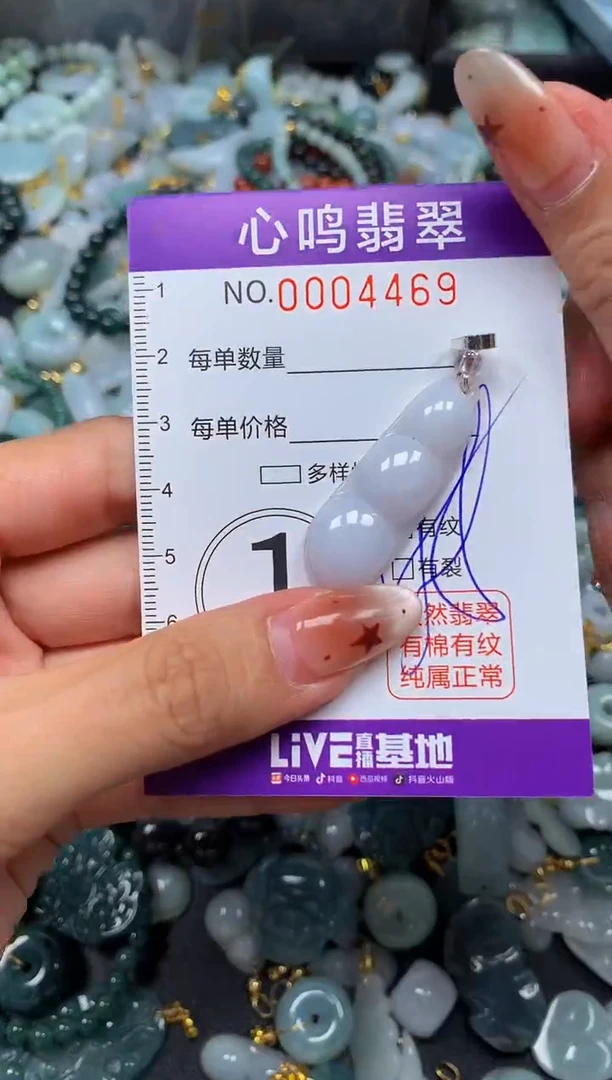 心鸣翡翠
NO.0004469
1
2
3
4
5
6
每单数量
每单价格
多样
有纹
有裂
1
然翡翠
有棉有纹
纯属正常
LiVE直播基地
今日头条 抖音 西瓜视频 抖音火山版